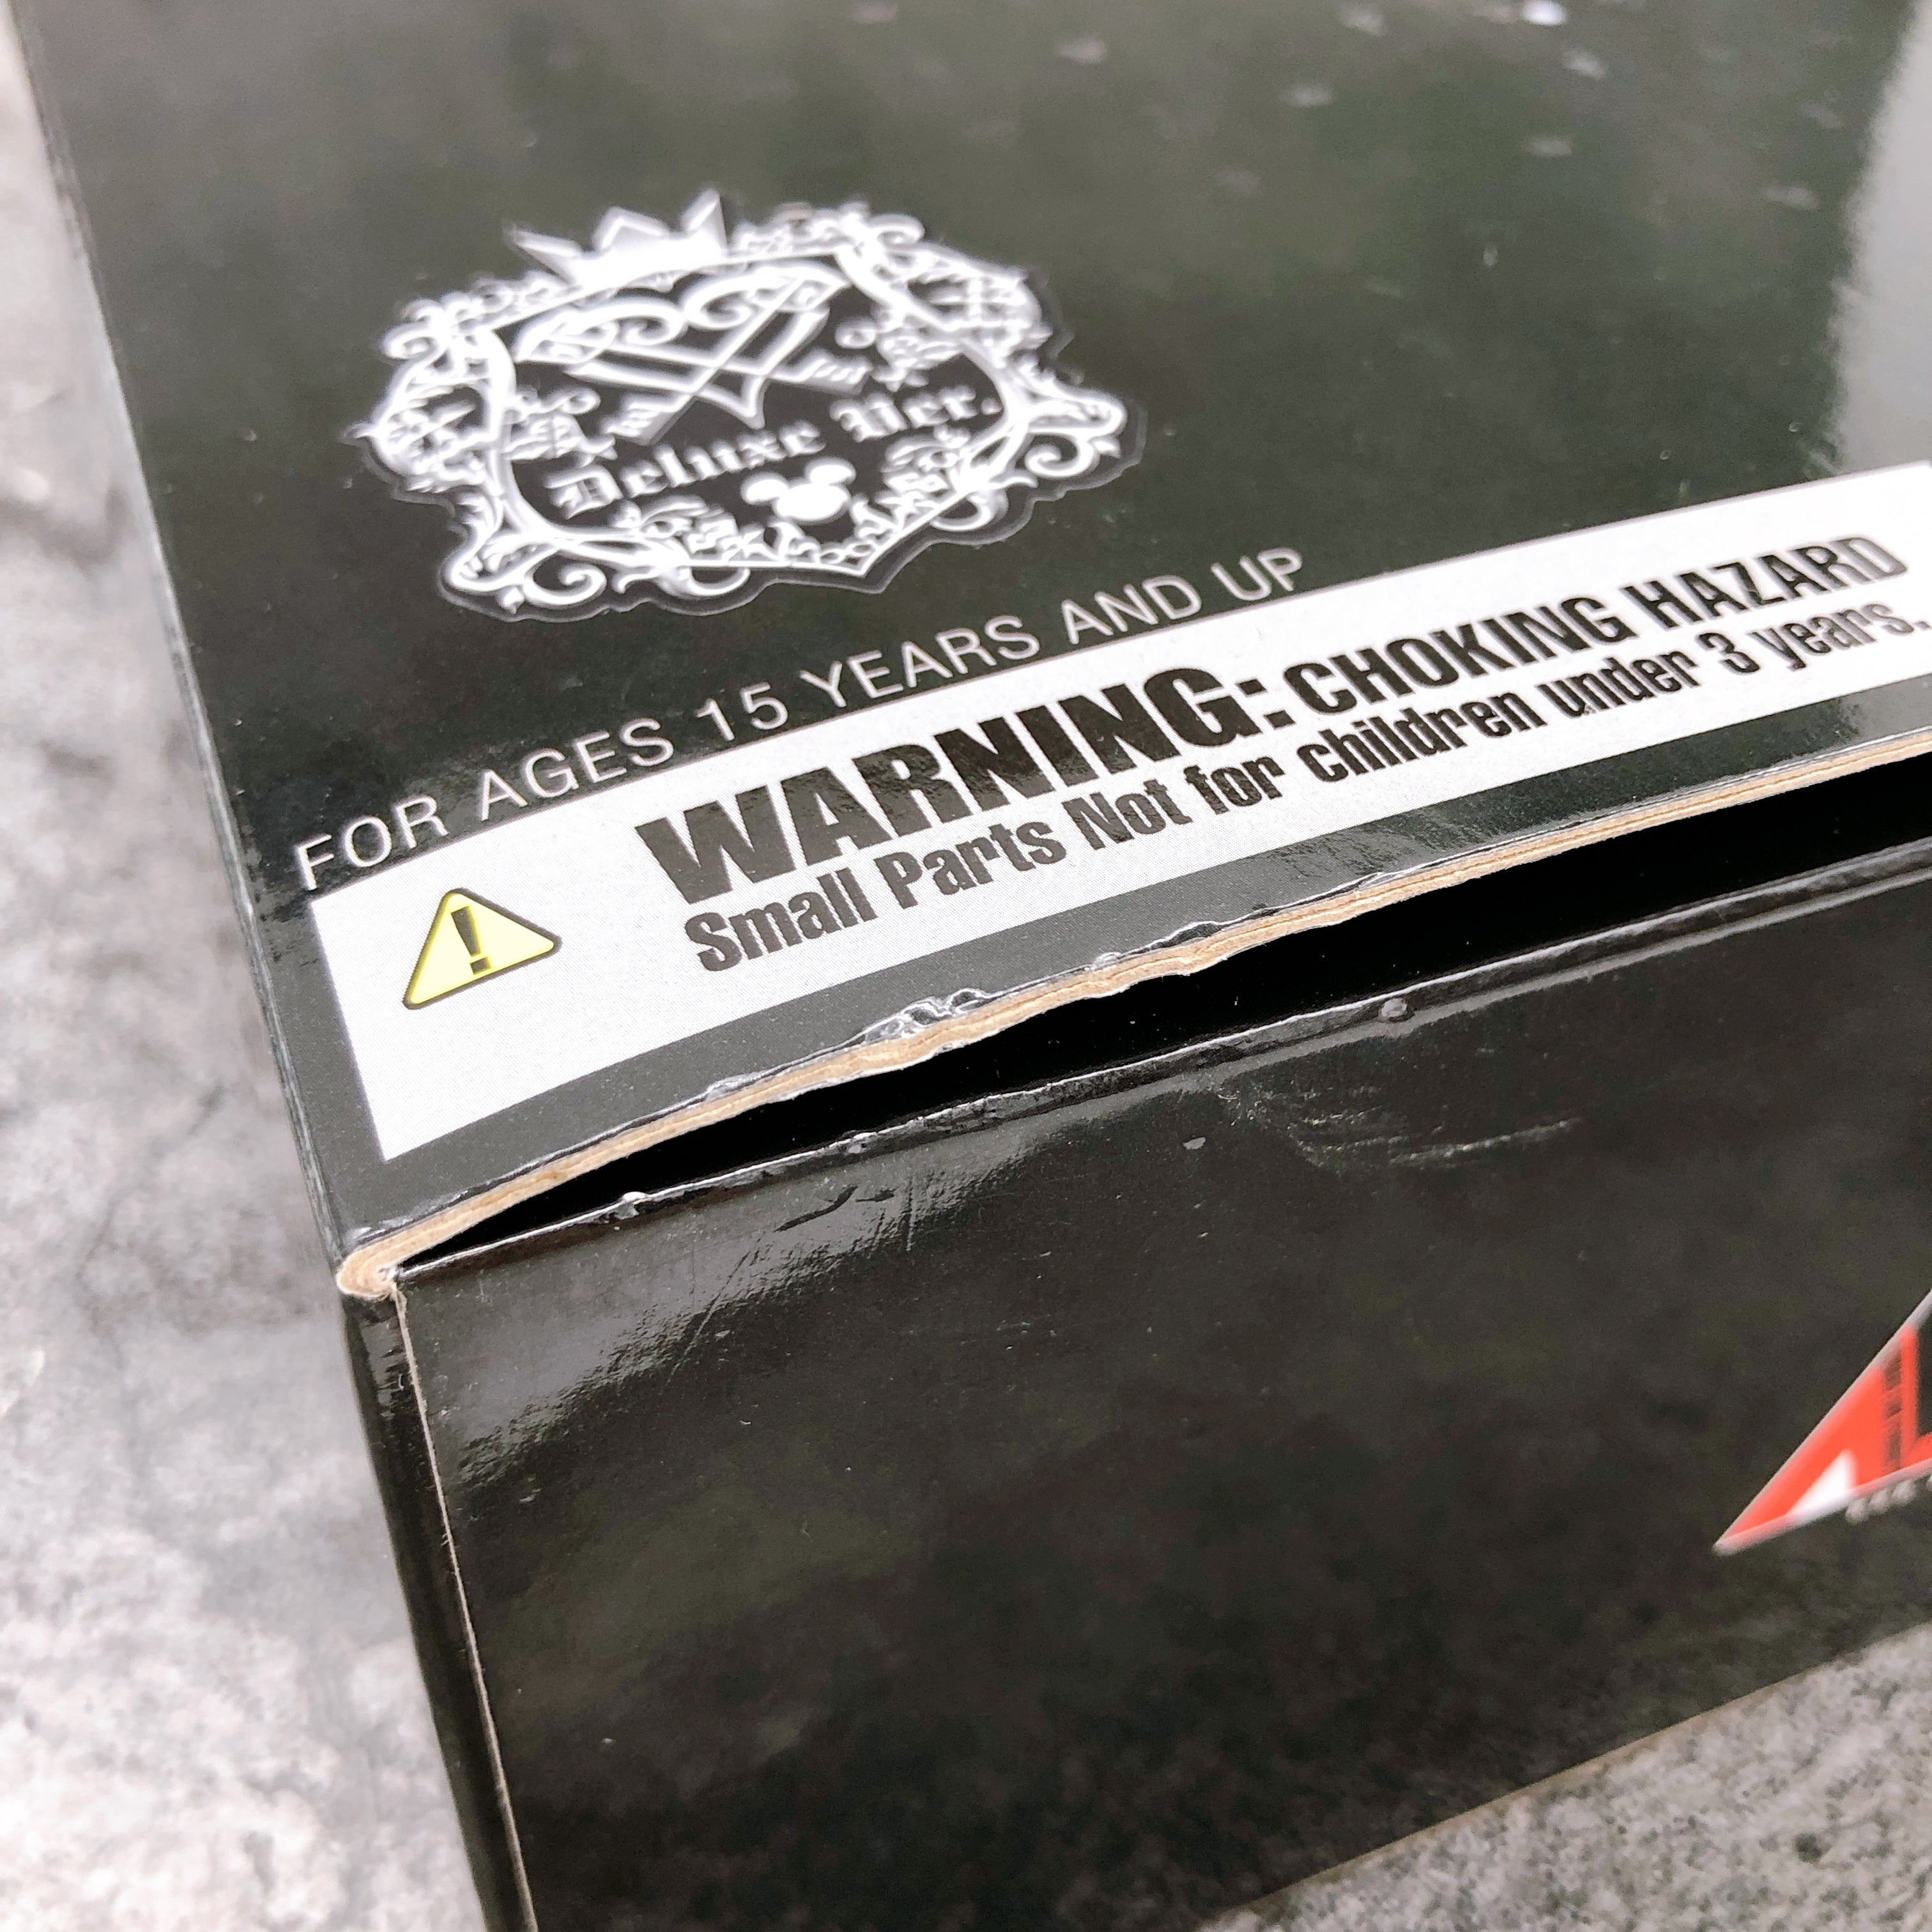 Deluxe Ver.
FOR AGES 15 YEARS AND UP
WARNING: CHOKING HAZARD
Small Parts Not for children under 3 years.